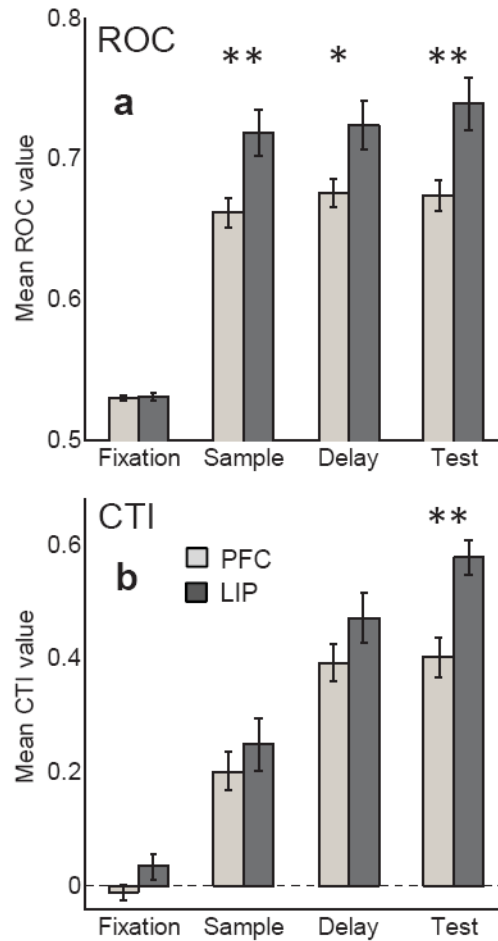 0.8
ROC
** * **
a
0.7
Mean ROC value
0.6
0.5
Fixation Sample Delay Test
CTI
**
0.6
PFC
b
LIP
Mean CTI value
0.4
0.2
0
Fixation Sample Delay Test